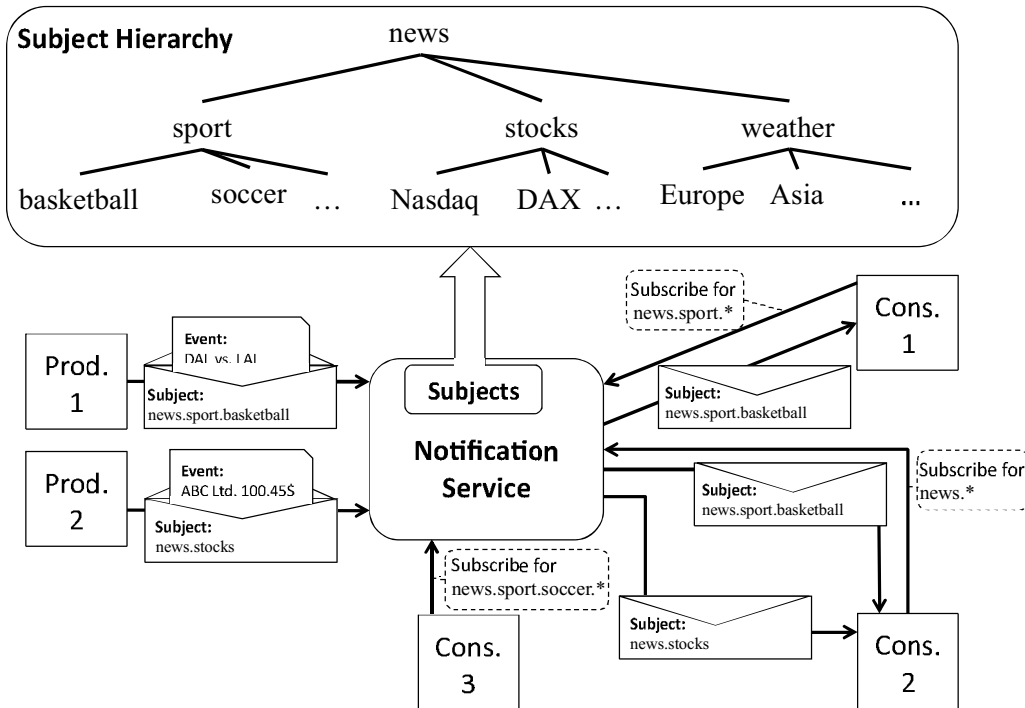 Subject Hierarchy
news
sport
stocks
weather
basketball
soccer
...
Nasdaq
DAX
...
Europe
Asia
...
Subscribe for
news.sport.*
Cons.
1
Prod.
1
Event:
DAL vs. LAL
Subject:
news.sport.basketball
Subjects
Notification
Service
Subject:
news.sport.basketball
Prod.
2
Event:
ABC Ltd. 100.45$
Subject:
news.stocks
Subject:
news.sport.basketball
Subscribe for
news.*
Subscribe for
news.sport.soccer.*
Cons.
3
Subject:
news.stocks
Cons.
2